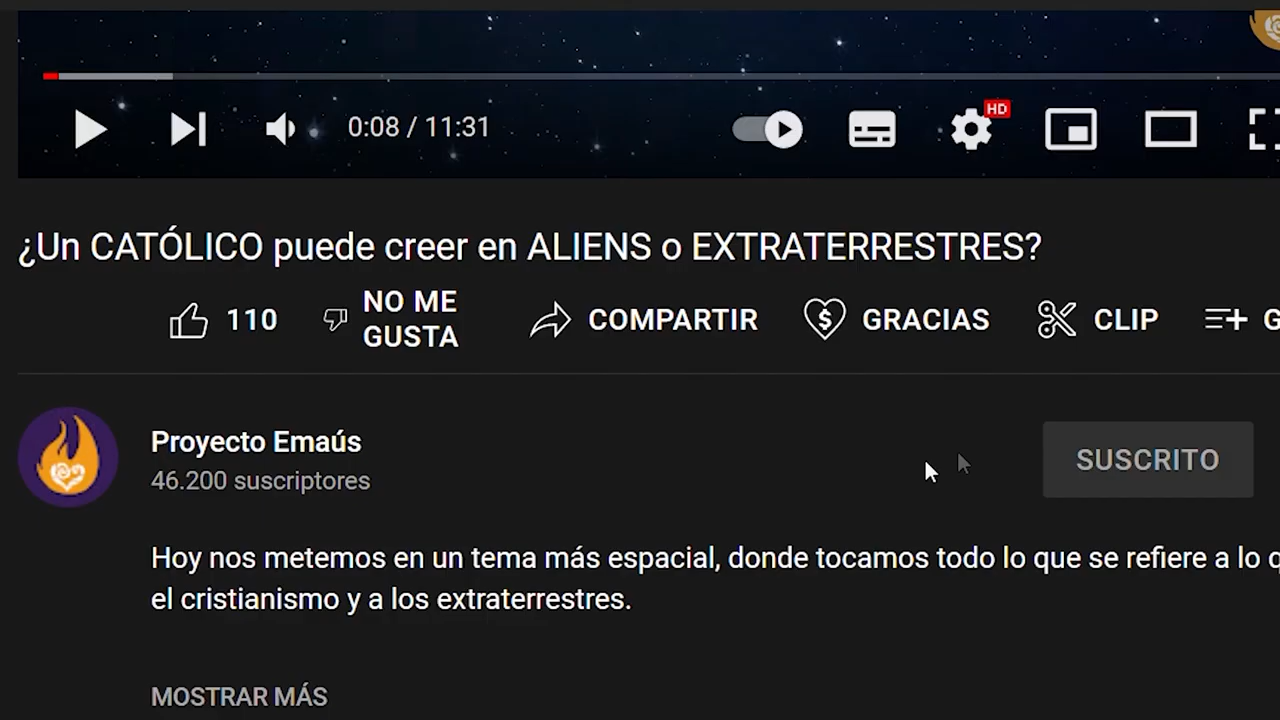 HD
0:08 / 11:31
¿Un CATÓLICO puede creer en ALIENS o EXTRATERRESTRES?
110 NO ME GUSTA COMPARTIR GRACIAS CLIP G
Proyecto Emaús
46.200 suscriptores
SUSCRITO
Hoy nos metemos en un tema más espacial, donde tocamos todo lo que se refiere a lo
el cristianismo y a los extraterrestres.
MOSTRAR MÁS